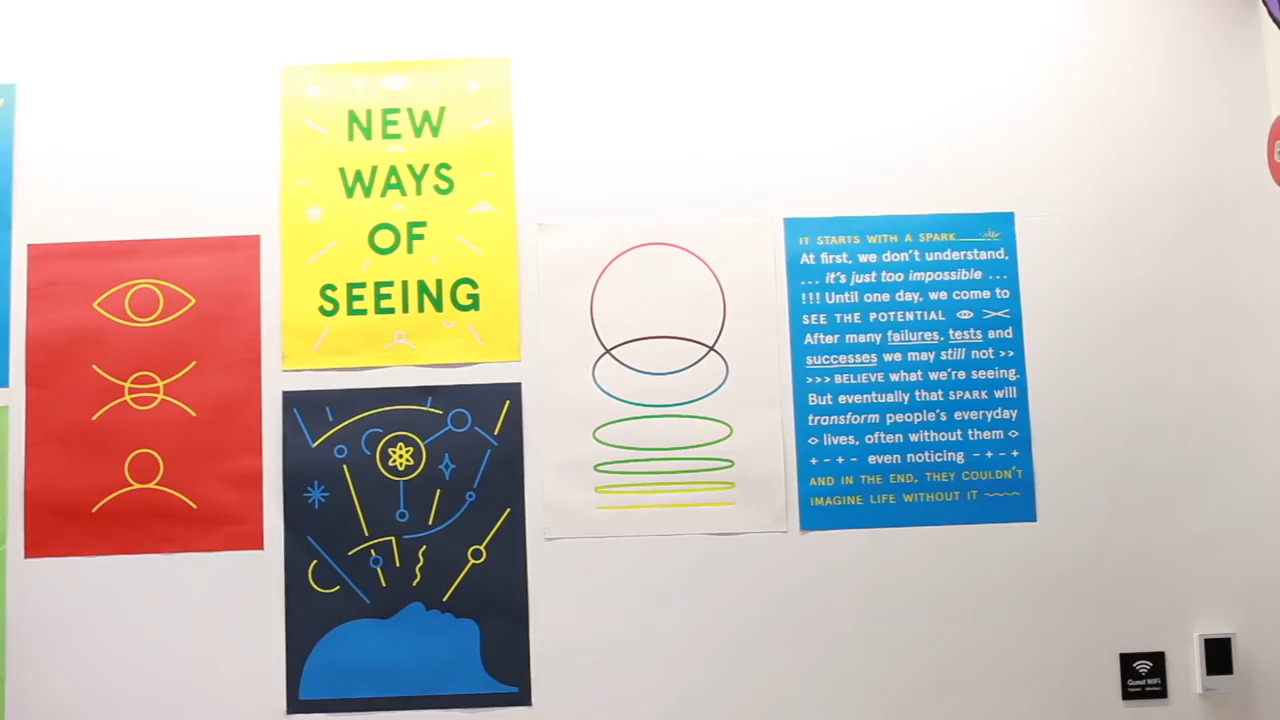 NEW
WAYS
OF
SEEING
IT STARTS WITH A SPARK
At first, we don't understand,
... it's just too impossible ...
!!! Until one day, we come to
SEE THE POTENTIAL
After many failures, tests and
successes we may still not >>
>>> BELIEVE what we're seeing.
But eventually that SPARK will
transform people's everyday
lives, often without them
+-+- even noticing -+-+
AND IN THE END, THEY COULDN'T
IMAGINE LIFE WITHOUT IT
Guest WiFi